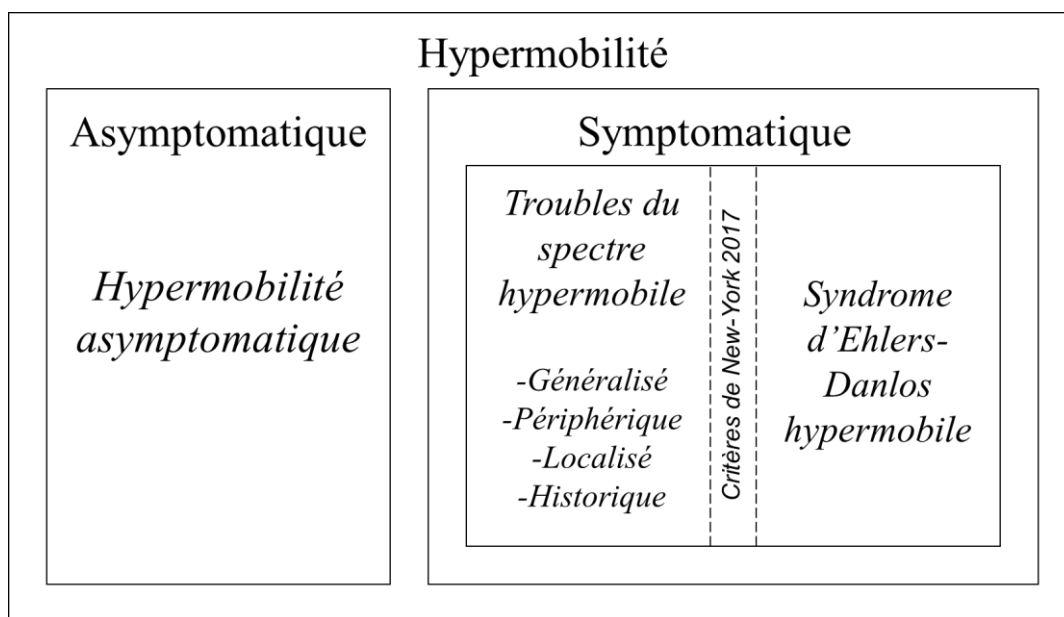 Hypermobilité
Asymptomatique
Hypermobilité
asymptomatique
Symptomatique
Troubles du
spectre
hypermobile
-Généralisé
-Périphérique
-Localisé
-Historique
Critères de New-York 2017
Syndrome
d’Ehlers-
Danlos
hypermobile